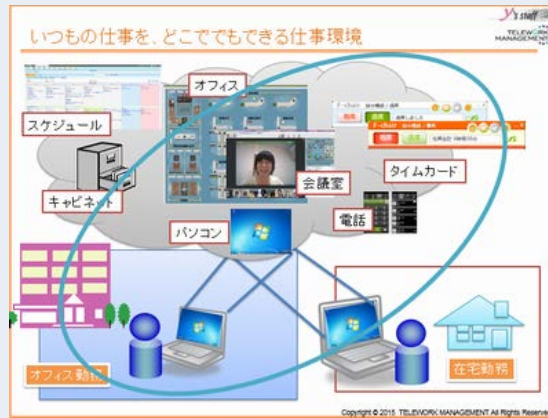 Y's staff
TELEWORK
MANAGEMENT
いつもの仕事を、どこででもできる仕事環境
オフィス
スケジュール
会議室
タイムカード
キャビネット
電話
パソコン
オフィス勤務
在宅勤務
Copyright © 2015 TELEWORK MANAGEMENT All Rights Reserve